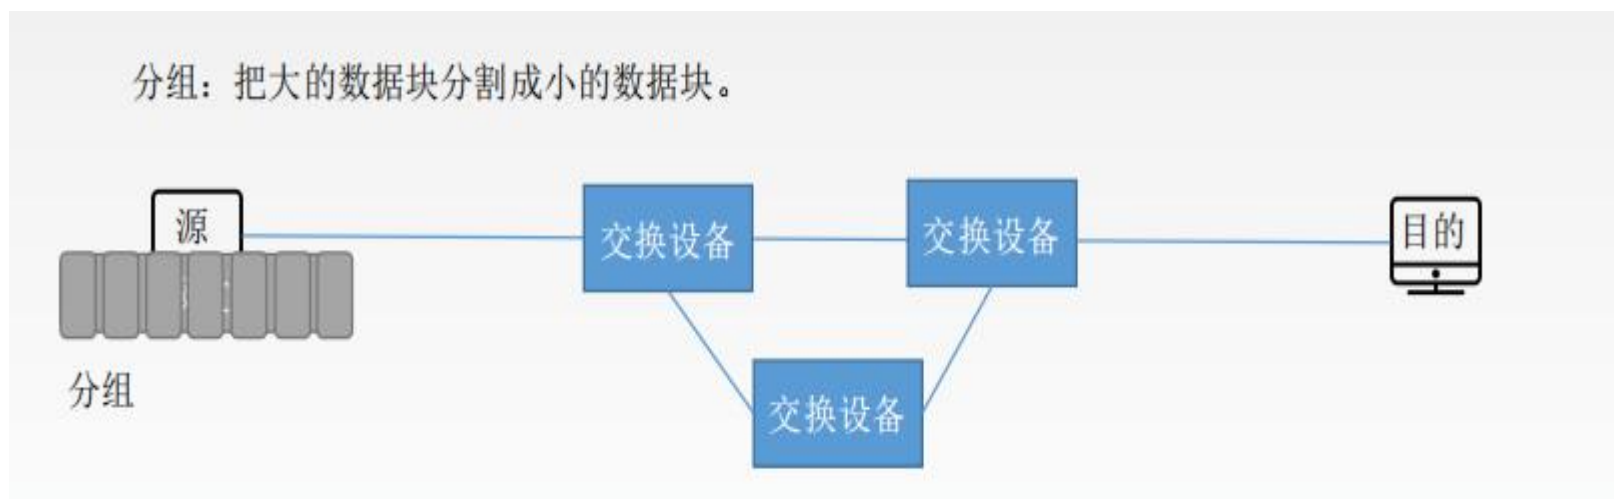 分组：把大的数据块分割成小的数据块。
源
交换设备
交换设备
目的
分组
交换设备